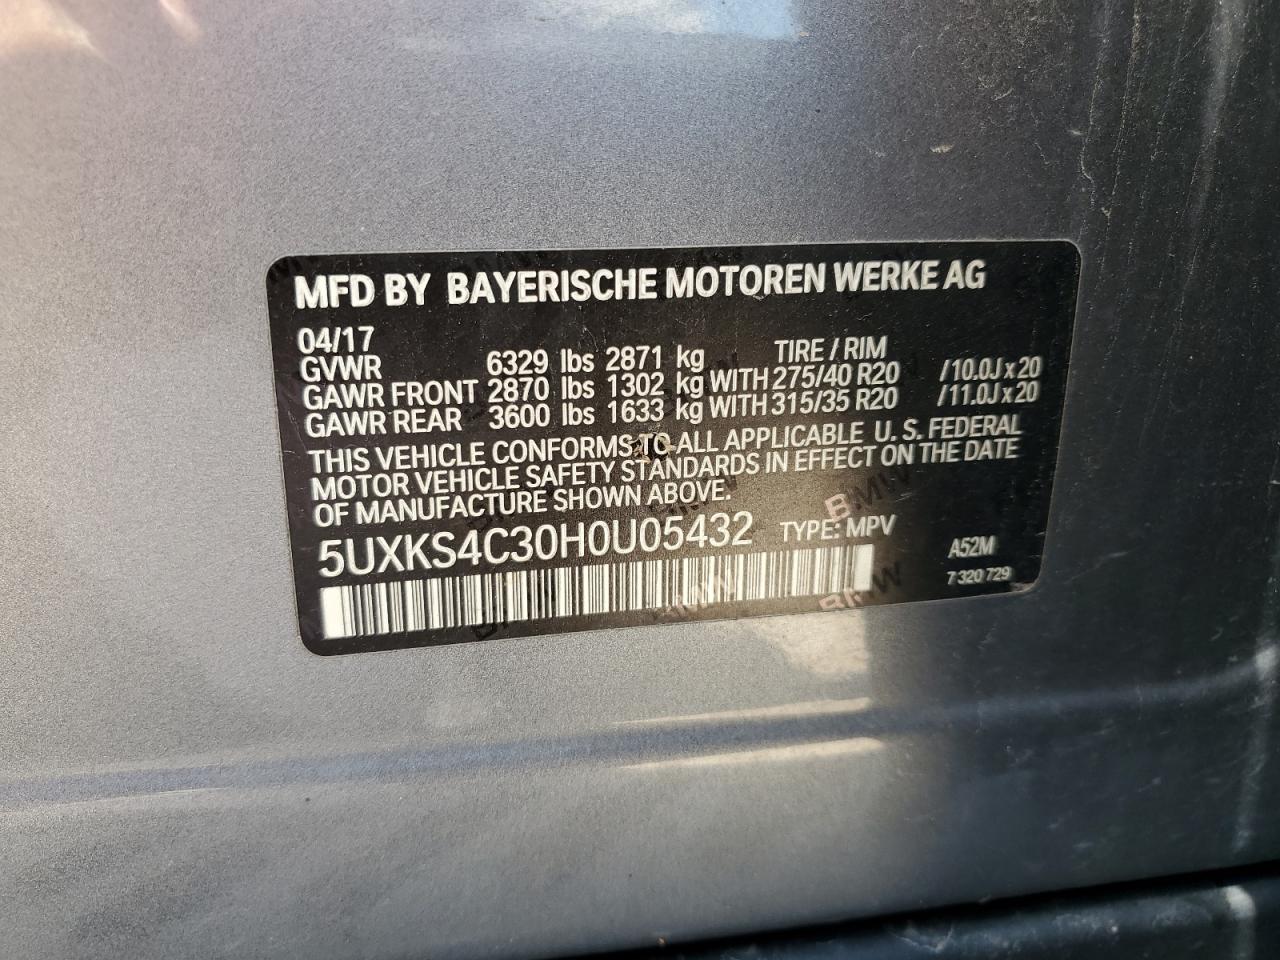 MFD BY BAYERISCHE MOTOREN WERKE AG
04/17
GVWR 6329 lbs 2871 kg TIRE / RIM
GAWR FRONT 2870 lbs 1302 kg WITH 275/40 R20 /10.0J x 20
GAWR REAR 3600 lbs 1633 kg WITH 315/35 R20 /11.0J x 20
THIS VEHICLE CONFORMS TO ALL APPLICABLE U. S. FEDERAL
MOTOR VEHICLE SAFETY STANDARDS IN EFFECT ON THE DATE
OF MANUFACTURE SHOWN ABOVE.
5UXKS4C30H0U05432 TYPE: MPV
A52M
7 320 729
BMW
BMW
BMW